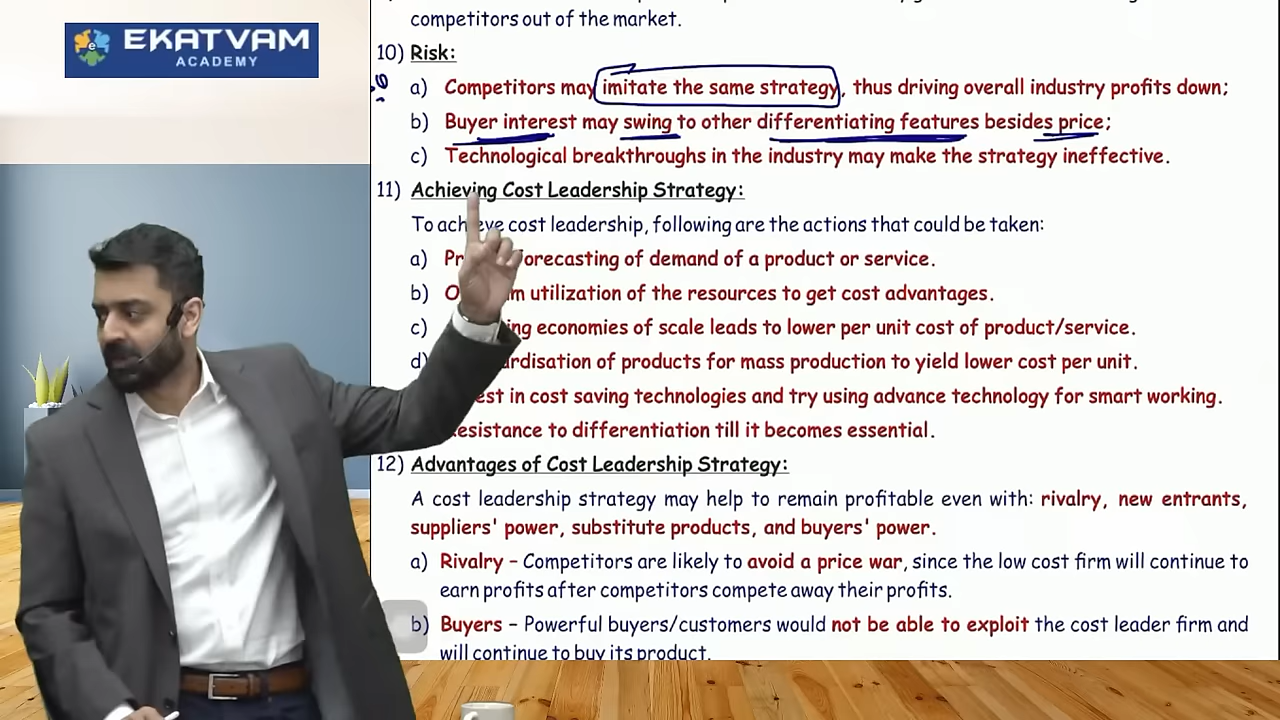 EKATVAM
ACADEMY
competitors out of the market.
10) Risk:
a) Competitors may imitate the same strategy, thus driving overall industry profits down;
b) Buyer interest may swing to other differentiating features besides price;
c) Technological breakthroughs in the industry may make the strategy ineffective.
11) Achieving Cost Leadership Strategy:
To achieve cost leadership, following are the actions that could be taken:
a) forecasting of demand of a product or service.
b) utilization of the resources to get cost advantages.
c) economies of scale leads to lower per unit cost of product/service.
d) of products for mass production to yield lower cost per unit.
in cost saving technologies and try using advance technology for smart working.
to differentiation till it becomes essential.
12) Advantages of Cost Leadership Strategy:
A cost leadership strategy may help to remain profitable even with: rivalry, new entrants,
suppliers' power, substitute products, and buyers' power.
a) Rivalry – Competitors are likely to avoid a price war, since the low cost firm will continue to
earn profits after competitors compete away their profits.
b) Buyers – Powerful buyers/customers would not be able to exploit the cost leader firm and
will continue to buy its product.